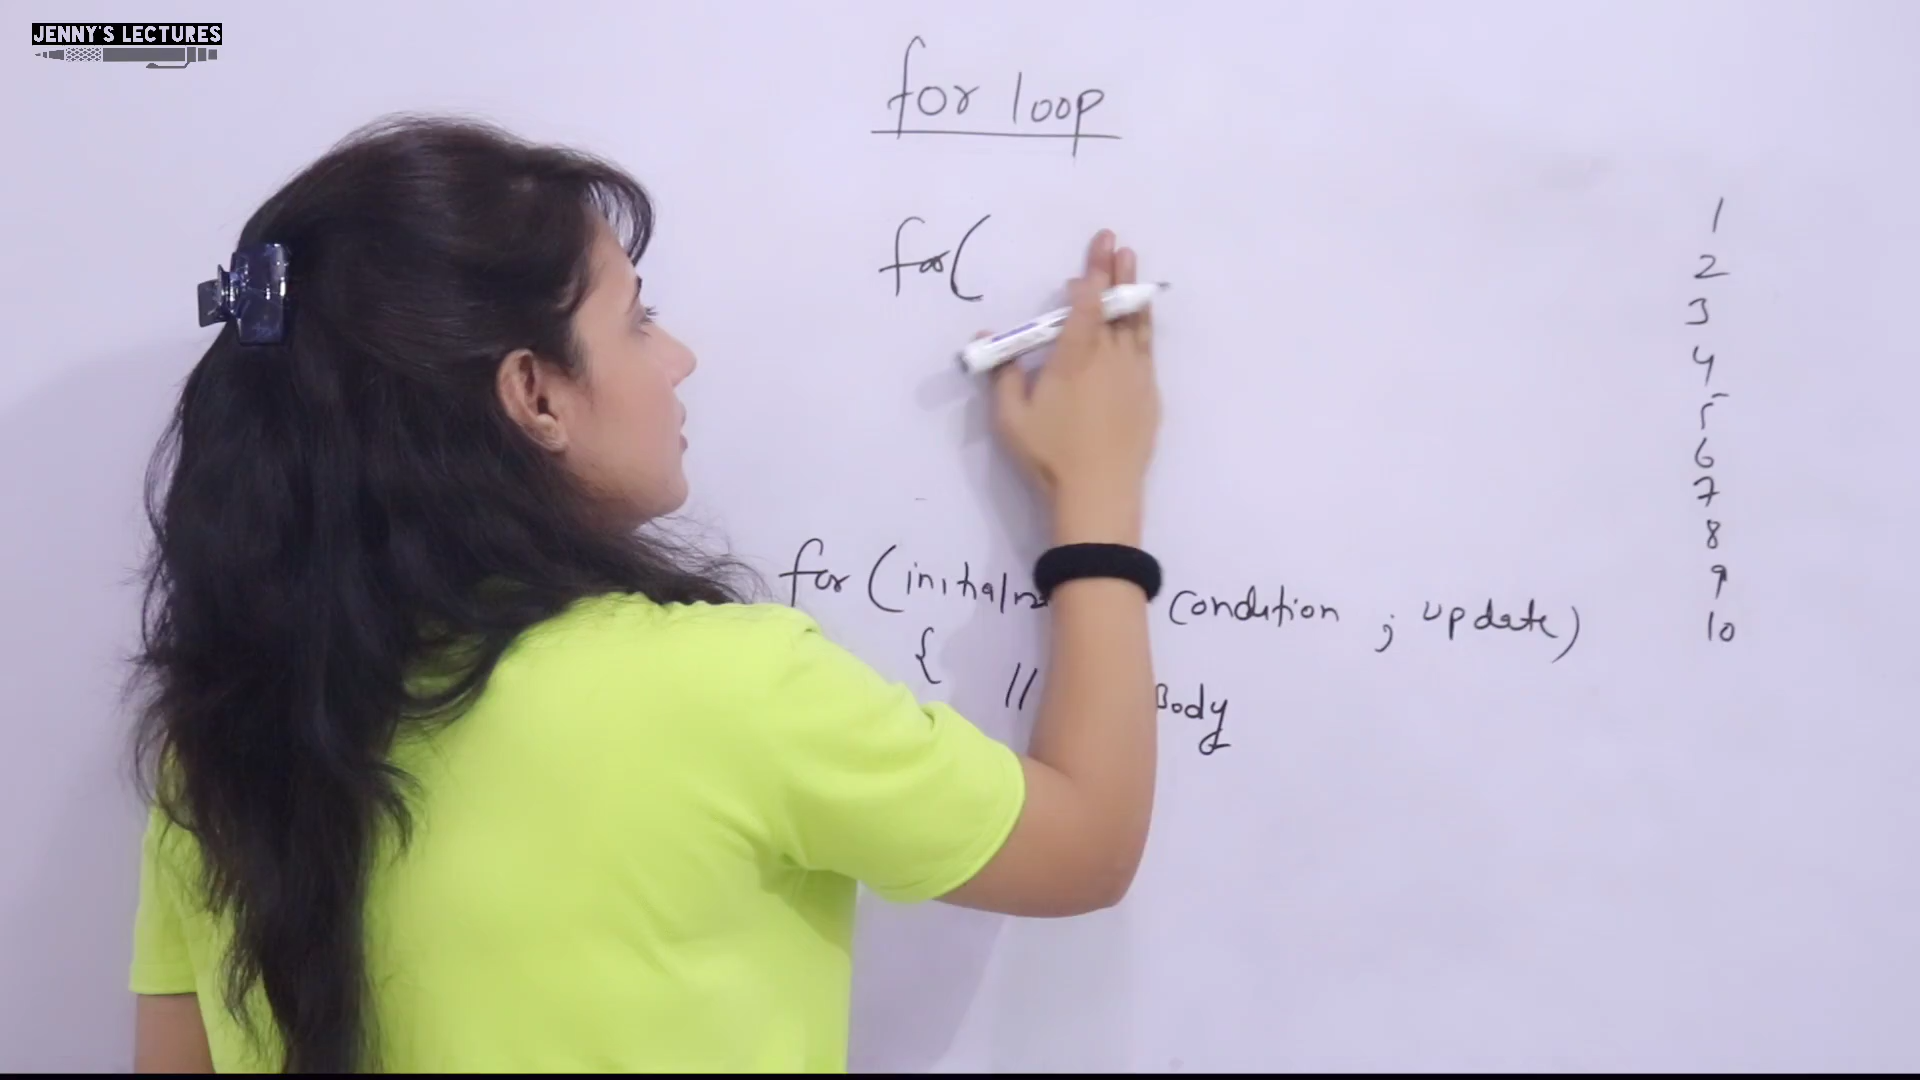 JENNY'S LECTURES
for loop
for(
for (initial condition ; update)
{
// Body
1
2
3
4
5
6
7
8
9
10